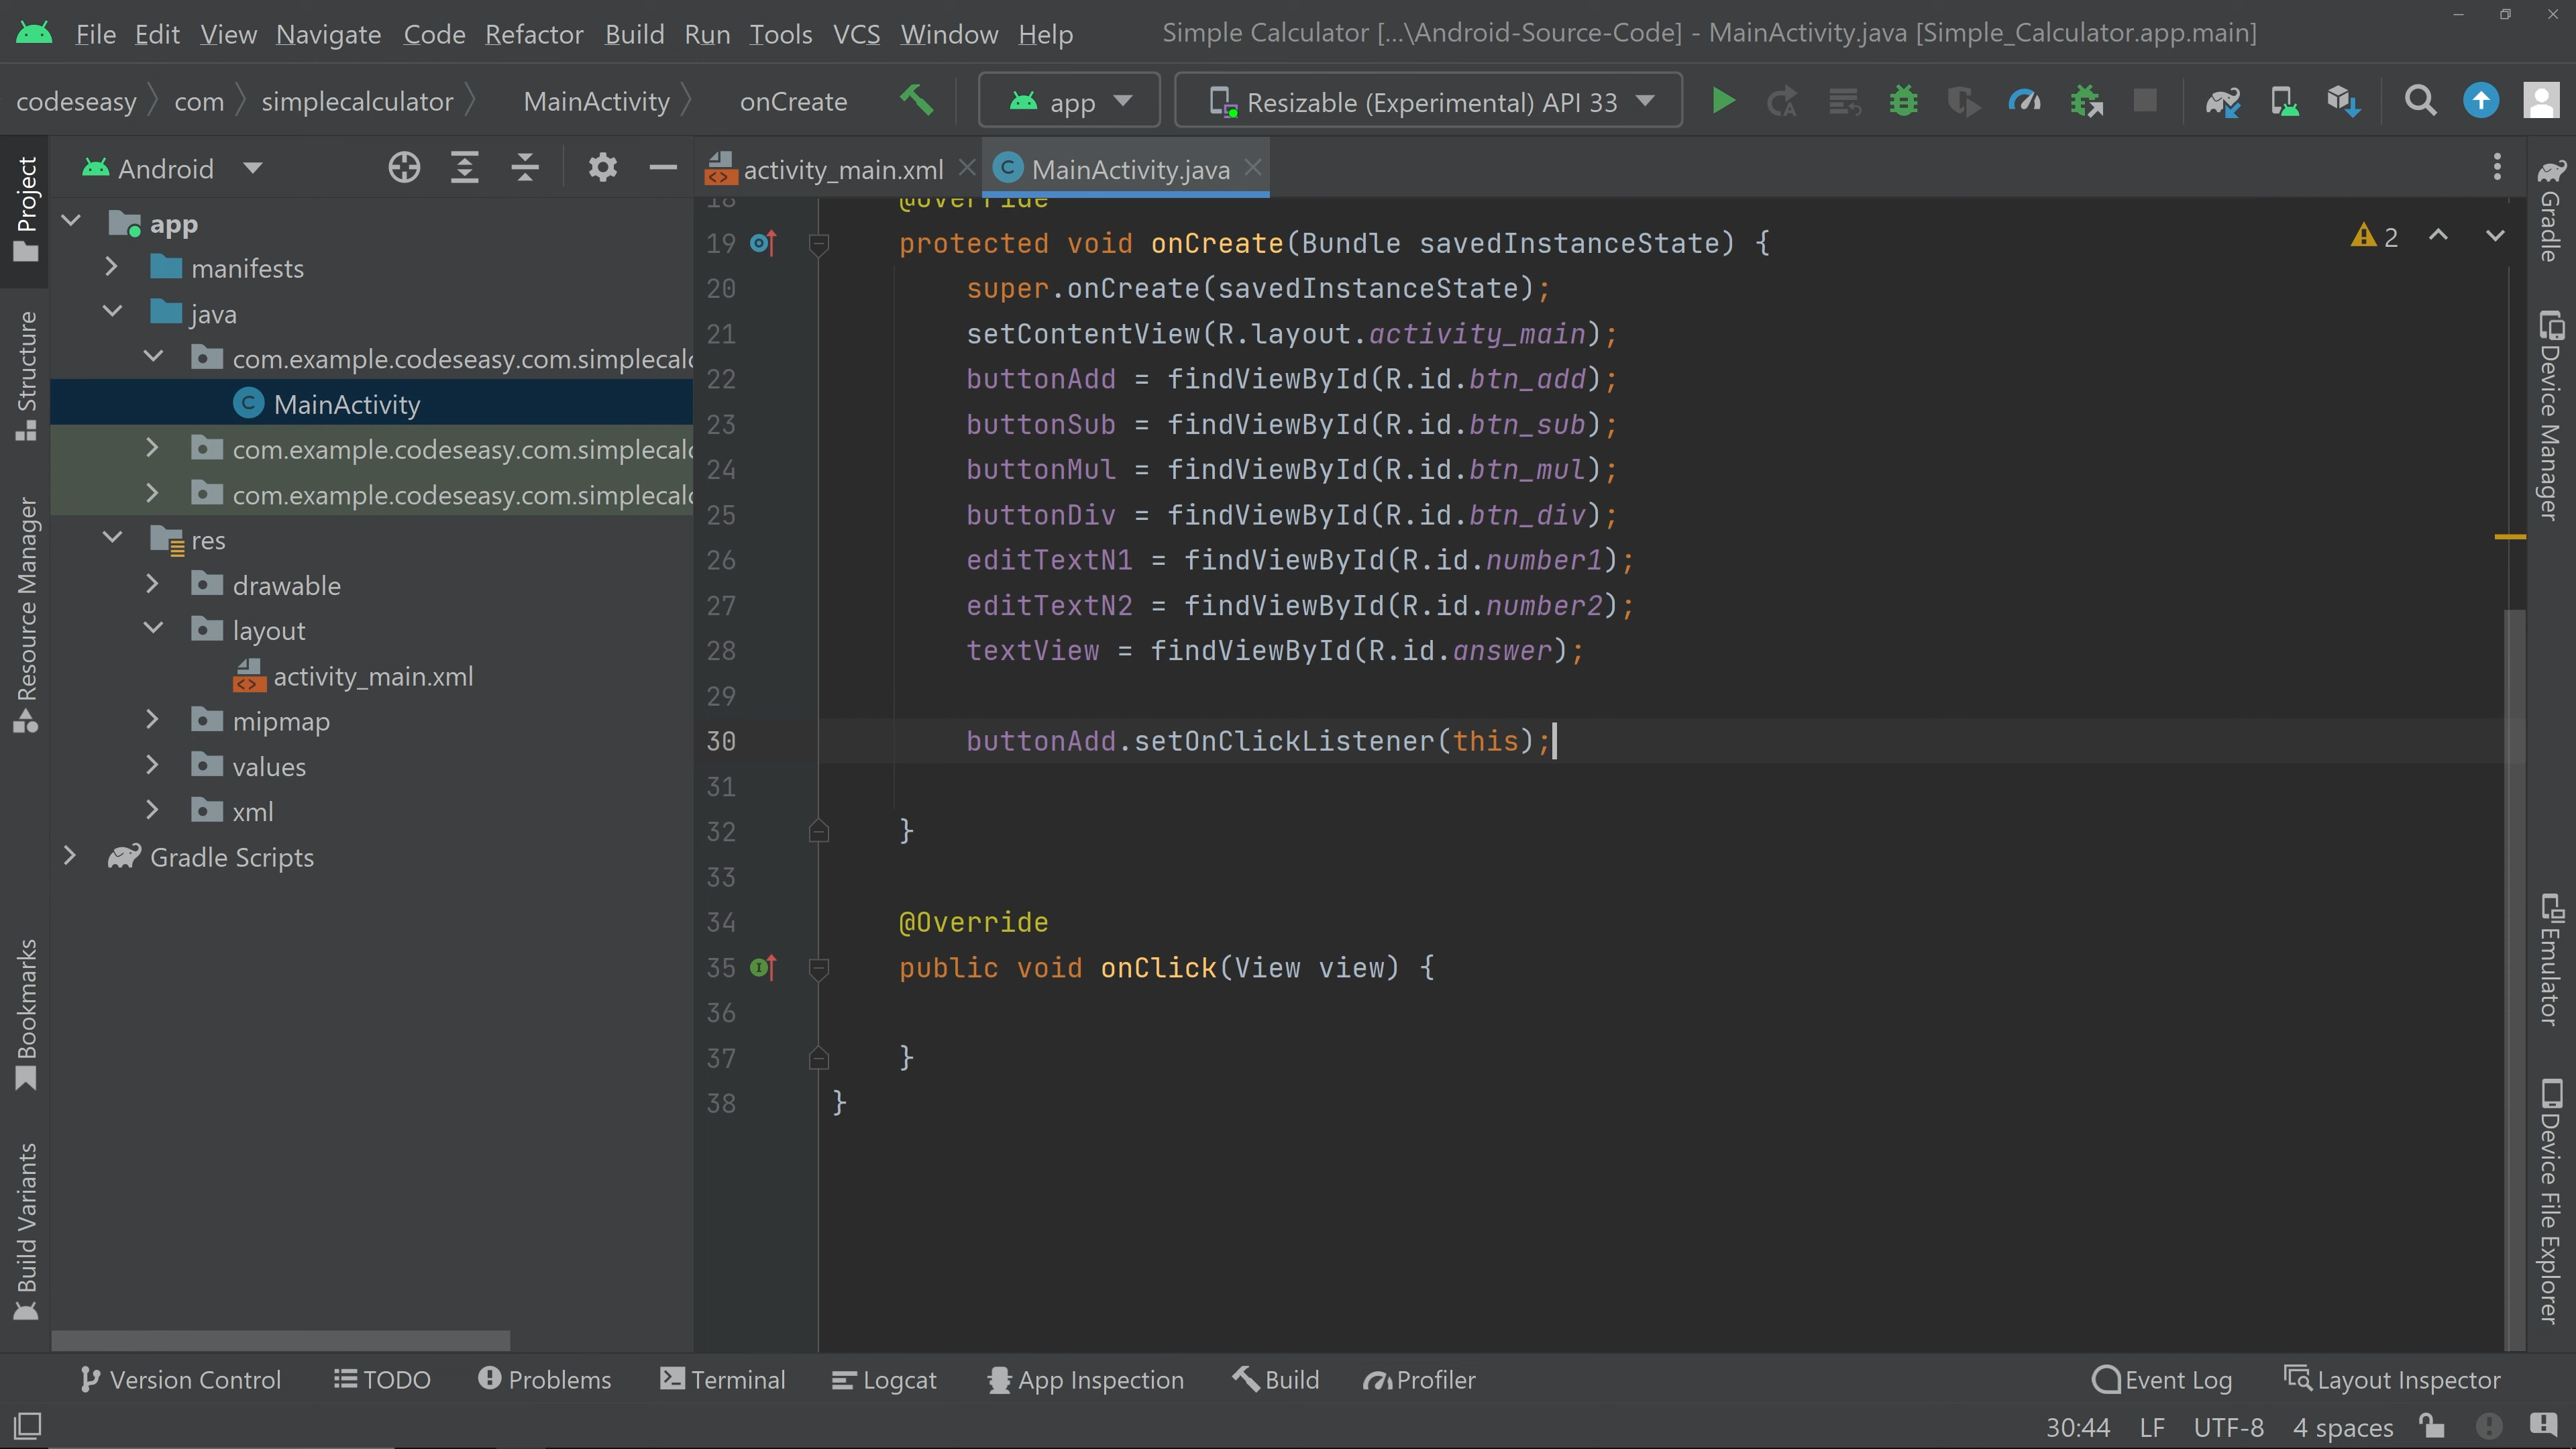 File Edit View Navigate Code Refactor Build Run Tools VCS Window Help Simple Calculator [...\Android-Source-Code] - MainActivity.java [Simple_Calculator.app.main]
codeseasy com simplecalculator MainActivity onCreate app Resizable (Experimental) API 33
Android activity_main.xml MainActivity.java
Project
Structure
Resource Manager
Bookmarks
Build Variants
app
manifests
java
com.example.codeseasy.com.simplecalc
MainActivity
com.example.codeseasy.com.simplecalc
com.example.codeseasy.com.simplecalc
res
drawable
layout
activity_main.xml
mipmap
values
xml
Gradle Scripts
18 @Override
19 protected void onCreate(Bundle savedInstanceState) {
20 super.onCreate(savedInstanceState);
21 setContentView(R.layout.activity_main);
22 buttonAdd = findViewById(R.id.btn_add);
23 buttonSub = findViewById(R.id.btn_sub);
24 buttonMul = findViewById(R.id.btn_mul);
25 buttonDiv = findViewById(R.id.btn_div);
26 editTextN1 = findViewById(R.id.number1);
27 editTextN2 = findViewById(R.id.number2);
28 textView = findViewById(R.id.answer);
29
30 buttonAdd.setOnClickListener(this);
31
32 }
33
34 @Override
35 public void onClick(View view) {
36
37 }
38 }
2
Gradle
Device Manager
Emulator
Device File Explorer
Version Control TODO Problems Terminal Logcat App Inspection Build Profiler Event Log Layout Inspector
30:44 LF UTF-8 4 spaces